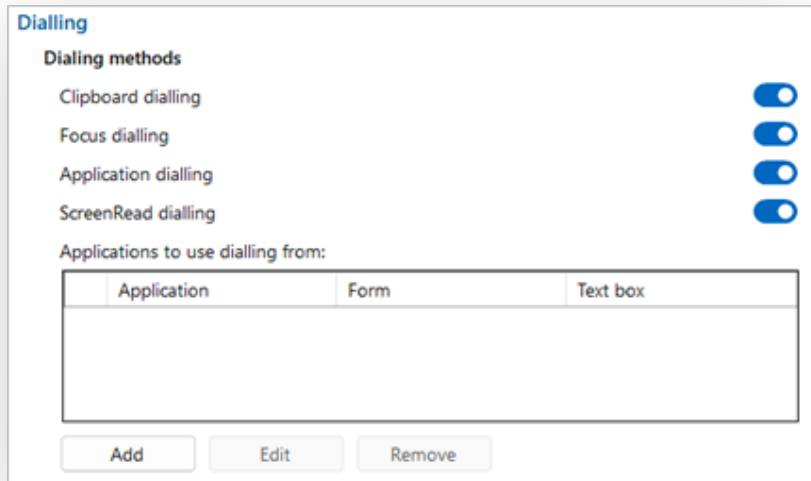 Dialling
Dialing methods
Clipboard dialling
Focus dialling
Application dialling
ScreenRead dialling
Applications to use dialling from:
Application Form Text box
Add Edit Remove